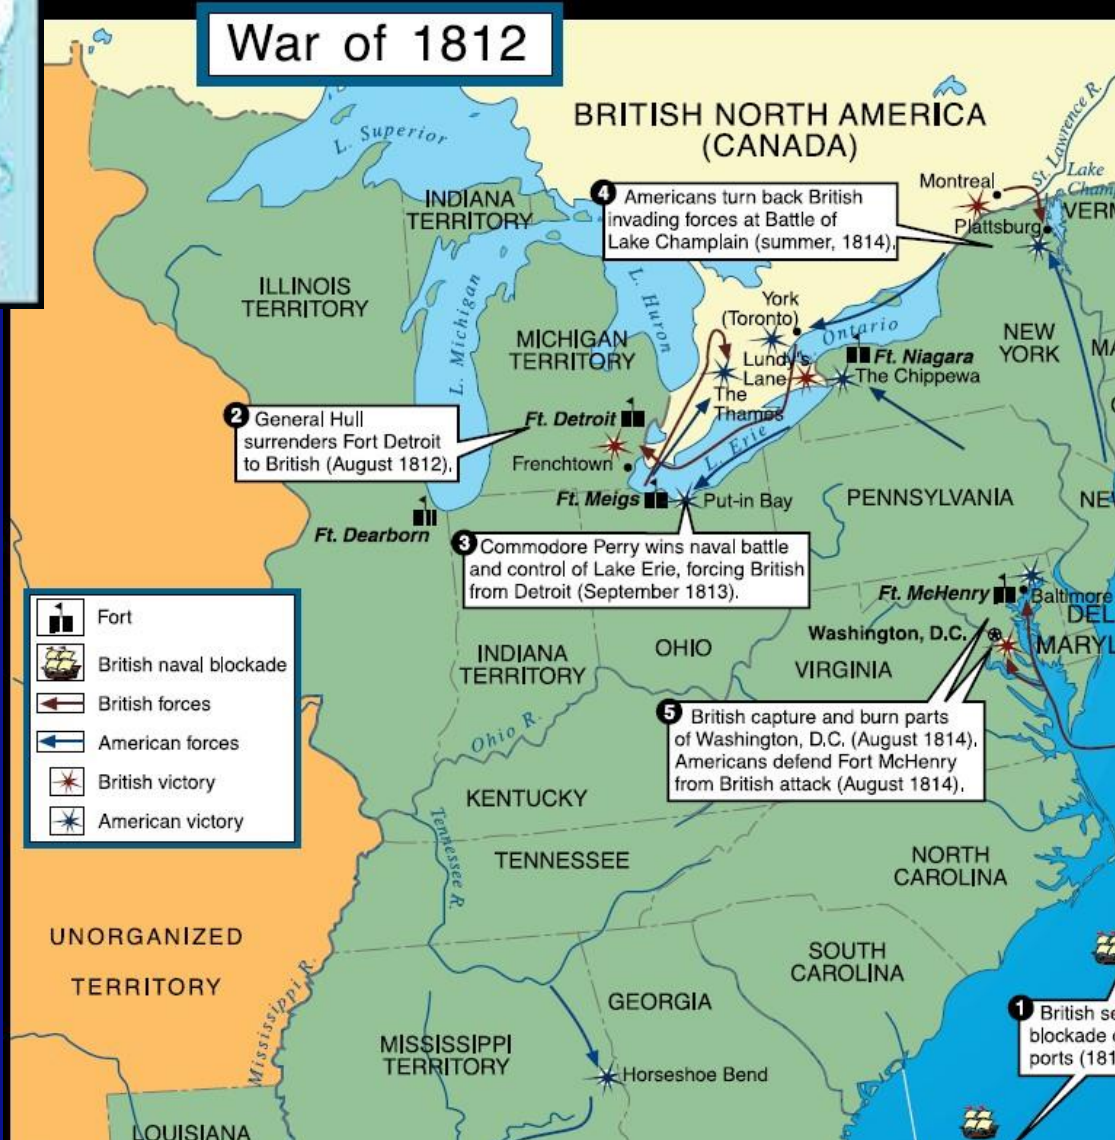 War of 1812
BRITISH NORTH AMERICA
(CANADA)
L. Superior
St. Lawrence R.
Lake
Montreal
Plattsburg
4 Americans turn back British
invading forces at Battle of
Lake Champlain (summer, 1814).
INDIANA
TERRITORY
ILLINOIS
TERRITORY
L. Michigan
L. Huron
MICHIGAN
TERRITORY
York
(Toronto)
Ontario
NEW
YORK
Lundy's
Lane
Ft. Niagara
The Chippewa
The
Thames
2 General Hull
surrenders Fort Detroit
to British (August 1812).
Ft. Detroit
L. Erie
Frenchtown
Ft. Meigs
Put-in Bay
PENNSYLVANIA
Ft. Dearborn
3 Commodore Perry wins naval battle
and control of Lake Erie, forcing British
from Detroit (September 1813).
Ft. McHenry
Baltimore
Washington, D.C.
INDIANA
TERRITORY
OHIO
VIRGINIA
Fort
British naval blockade
British forces
American forces
British victory
American victory
5 British capture and burn parts
of Washington, D.C. (August 1814).
Americans defend Fort McHenry
from British attack (August 1814).
Ohio R.
KENTUCKY
Tennessee R.
TENNESSEE
NORTH
CAROLINA
UNORGANIZED
TERRITORY
Mississippi R.
SOUTH
CAROLINA
GEORGIA
MISSISSIPPI
TERRITORY
Horseshoe Bend
1 British
blockade
ports
LOUISIANA